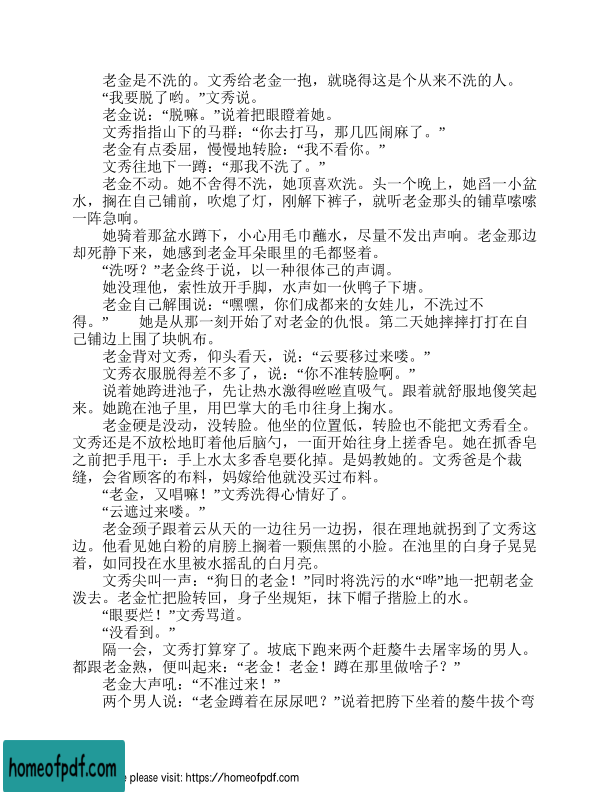 老金是不洗的。文秀给老金一抱，就晓得这是个从来不洗的人。
“我要脱了哟。”文秀说。
老金说：“脱嘛。”说着把眼瞪着她。
文秀指指山下的马群：“你去打马，那几匹闹麻了。”
老金有点委屈，慢慢地转脸：“我不看你。”
文秀往地下一蹲：“那我不洗了。”
老金不动。她不舍得不洗，她顶喜欢洗。头一个晚上，她舀一小盆
水，搁在自己铺前，吹熄了灯，刚解下裤子，就听老金那头的铺草嗦嗦
一阵急响。
她骑着那盆水蹲下，小心用毛巾蘸水，尽量不发出声响。老金那边
却死静下来，她感到老金耳朵眼里的毛都竖着。
“洗呀？”老金终于说，以一种很体己的声调。
她没理他，索性放开手脚，水声如一伙鸭子下塘。
老金自己解围说：“嘿嘿，你们成都来的女娃儿，不洗过不
得。” 她是从那一刻开始了对老金的仇恨。第二天她摔摔打打在自
己铺边上围了块帆布。
老金背对文秀，仰头看天，说：“云要移过来喽。”
文秀衣服脱得差不多了，说：“你不准转脸啊。”
说着她跨进池子，先让热水激得咝咝直吸气。跟着就舒服地傻笑起
来。她跪在池子里，用巴掌大的毛巾往身上掬水。
老金硬是没动，没转脸。他坐的位置低，转脸也不能把文秀看全。
文秀还是不放松地盯着他后脑勺，一面开始往身上搓香皂。她在抓香皂
之前把手甩干：手上水太多香皂要化掉。是妈教她的。文秀爸是个裁
缝，会省顾客的布料，妈嫁给他就没买过布料。
“老金，又唱嘛！”文秀洗得心情好了。
“云遮过来喽。”
老金颈子跟着云从天的一边往另一边拐，很在理地就拐到了文秀这
边。他看见她白粉的肩膀上搁着一颗焦黑的小脸。在池里的白身子晃晃
着，如同投在水里被水摇乱的白月亮。
文秀尖叫一声：“狗日的老金！”同时将洗污的水“哗”地一把朝老金
泼去。老金忙把脸转回，身子坐规矩，抹下帽子揩脸上的水。
“眼要烂！”文秀骂道。
“没看到。”
隔一会，文秀打算穿了。坡底下跑来两个赶牦牛去屠宰场的男人。
都跟老金熟，便叫起来：“老金！老金！蹲在那里做啥子？”
老金大声吼：“不准过来！”
两个男人说：“老金蹲着在尿尿吧？”说着把胯下坐着的牦牛拔个弯
homeofpdf.com
e please visit: https://homeofpdf.com